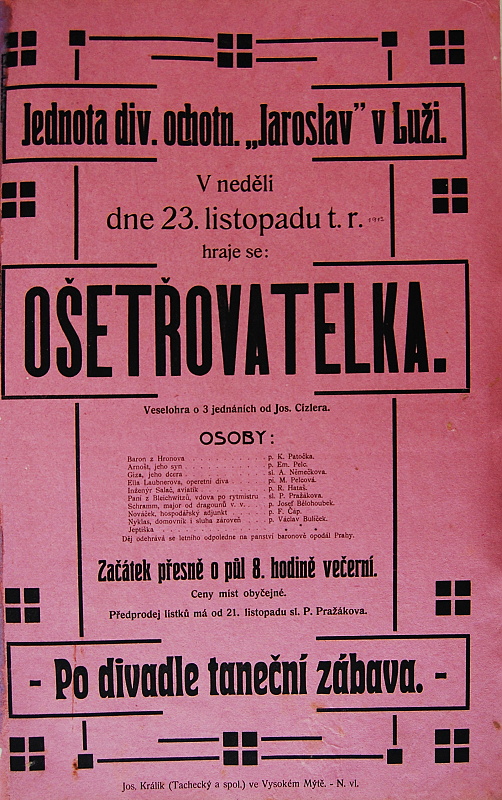 Jednota div. ochotn. „Jaroslav" v Luži.
V neděli
dne 23. listopadu t. r. 1912
hraje se:
OŠETŘOVATELKA.
Veselohra o 3 jednáních od Jos. Cízlera.
OSOBY:
Baron z Hronova . . . . . . . . . . . . p. K. Patočka.
Arnošt, jeho syn . . . . . . . . . . . . p. Em. Pelc.
Giza, jeho dcera . . . . . . . . . . . . sl. A. Němečkova.
Ella Laubnerova, operetní diva . . . . . pí. M. Pelcová.
Inženýr Salač, aviatik . . . . . . . . . p. R. Hataš.
Paní z Bleichwitzů, vdova po rytmistru . sl. P. Pražákova.
Schramm, major od dragounů v. v. . . . . p. Josef Bělohoubek.
Nováček, hospodářský adjunkt . . . . . . p. F. Čáp.
Nyklas, domovník i sluha zároveň . . . . p. Václav Bulíček.
Jeptiška . . . . . . . . . . . . * * *
Děj odehrává se letního odpoledne na panství baronově opodál Prahy.
Začátek přesně o půl 8. hodině večerní.
Ceny míst obyčejné.
Předprodej lístků má od 21. listopadu sl. P. Pražákova.
- Po divadle taneční zábava. -
Jos. Králík (Tachecký a spol.) ve Vysokém Mýtě. - N. vl.